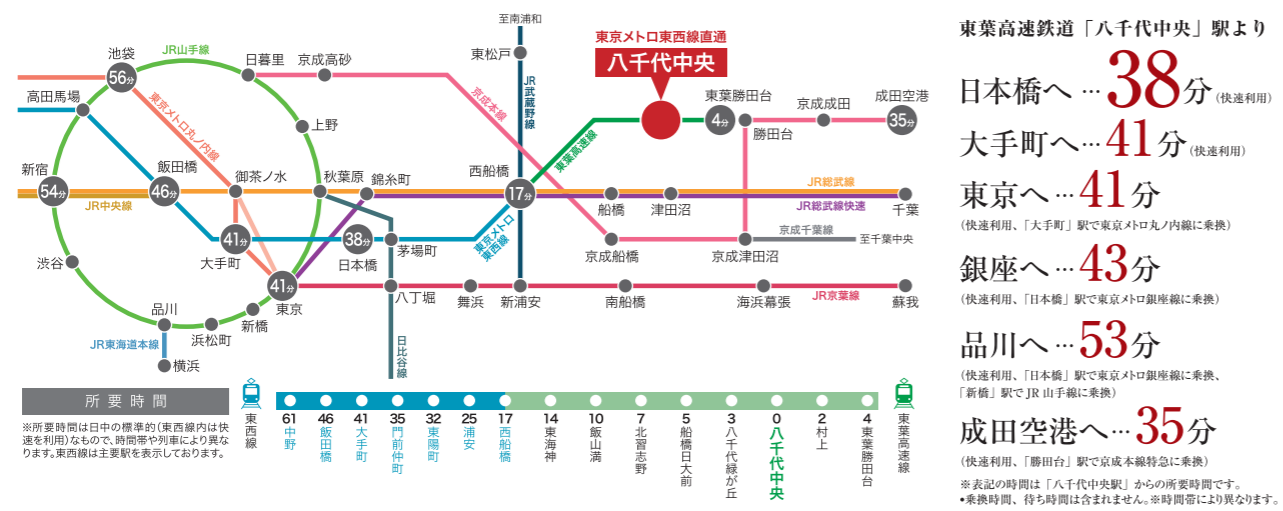 至南浦和
東松戸
JR武蔵野線
東京メトロ東西線直通
八千代中央
池袋
56分
JR山手線
日暮里
京成高砂
高田馬場
東京メトロ丸ノ内線
上野
京成本線
東葉高速線
東葉勝田台
4分
勝田台
京成成田
成田空港
35分
新宿
54分
飯田橋
46分
御茶ノ水
秋葉原
錦糸町
西船橋
17分
船橋
津田沼
JR総武線
JR総武線快速
千葉
JR中央線
41分
大手町
38分
日本橋
茅場町
東京メトロ
東西線
京成船橋
京成津田沼
京成千葉線
至千葉中央
渋谷
41分
東京
八丁堀
舞浜
新浦安
南船橋
海浜幕張
JR京葉線
蘇我
品川
浜松町
新橋
JR東海道本線
横浜
日比谷線
所要時間
※所要時間は日中の標準的(東西線内は快
速を利用)なもので、時間帯や列車により異な
ります。東西線は主要駅を表示しております。
東西線
61 中野
46 飯田橋
41 大手町
35 門前仲町
32 東陽町
25 浦安
17 西船橋
14 東海神
10 飯山満
7 北習志野
5 船橋日大前
3 八千代緑が丘
0 八千代中央
2 村上
4 東葉勝田台
東葉高速線
東葉高速鉄道「八千代中央」駅より
日本橋へ…38分(快速利用)
大手町へ…41分(快速利用)
東京へ…41分
(快速利用、「大手町」駅で東京メトロ丸ノ内線に乗換)
銀座へ…43分
(快速利用、「日本橋」駅で東京メトロ銀座線に乗換)
品川へ…53分
(快速利用、「日本橋」駅で東京メトロ銀座線に乗換、
「新橋」駅でJR山手線に乗換)
成田空港へ…35分
(快速利用、「勝田台」駅で京成本線特急に乗換)
※表記の時間は「八千代中央駅」からの所要時間です。
•乗換時間、待ち時間は含まれません。※時間帯により異なります。